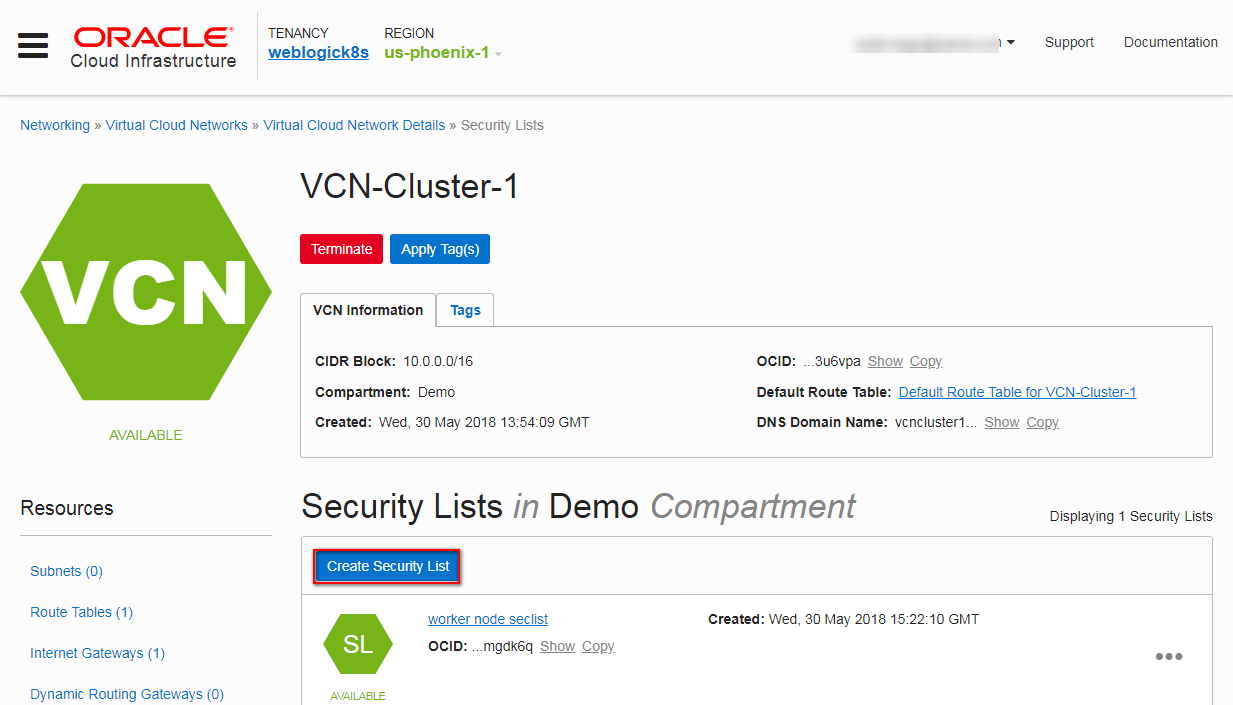 ORACLE
Cloud Infrastructure
TENANCY
weblogick8s
REGION
us-phoenix-1
Support
Documentation
Networking » Virtual Cloud Networks » Virtual Cloud Network Details » Security Lists
VCN
AVAILABLE
VCN-Cluster-1
Terminate
Apply Tag(s)
VCN Information
Tags
CIDR Block: 10.0.0.0/16
Compartment: Demo
Created: Wed, 30 May 2018 13:54:09 GMT
OCID: ...3u6vpa Show Copy
Default Route Table: Default Route Table for VCN-Cluster-1
DNS Domain Name: vcncluster1... Show Copy
Resources
Subnets (0)
Route Tables (1)
Internet Gateways (1)
Dynamic Routing Gateways (0)
Security Lists in Demo Compartment
Displaying 1 Security Lists
Create Security List
SL
AVAILABLE
worker node seclist
OCID: ...mgdk6q Show Copy
Created: Wed, 30 May 2018 15:22:10 GMT